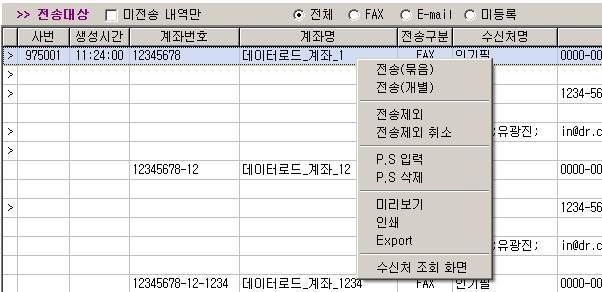 >> 전송대상 미전송 내역만 전체 FAX E-mail 미등록
사번 생성시간 계좌번호 계좌명 전송구분 수신처명
> 975001 11:24:00 12345678 데이터로드_계좌_1 FAX 인기필 0000-00
>
전송(묶음)
전송(개별)
전송제외
전송제외 취소
P.S 입력
P.S 삭제
미리보기
인쇄
Export
수신처 조회 화면
> 1234-56
> ;유광진; in@dr.c
>
12345678-12 데이터로드_계좌_12 0000-00
> 1234-56
;유광진; in@dr.c
12345678-12-1234 데이터로드_계좌_1234 FAX 인기필 0000-00